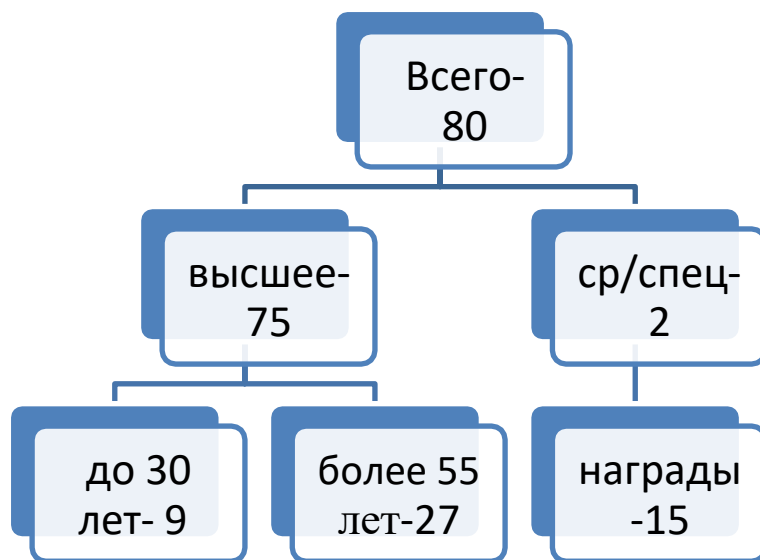 Всего-
80
высшее-
75
ср/спец-
2
до 30
лет- 9
более 55
лет-27
награды
-15